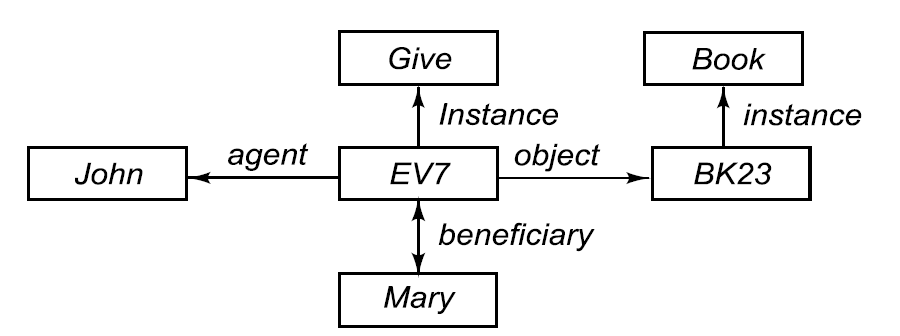 Give
Book
Instance
instance
John
agent
EV7
object
BK23
beneficiary
Mary